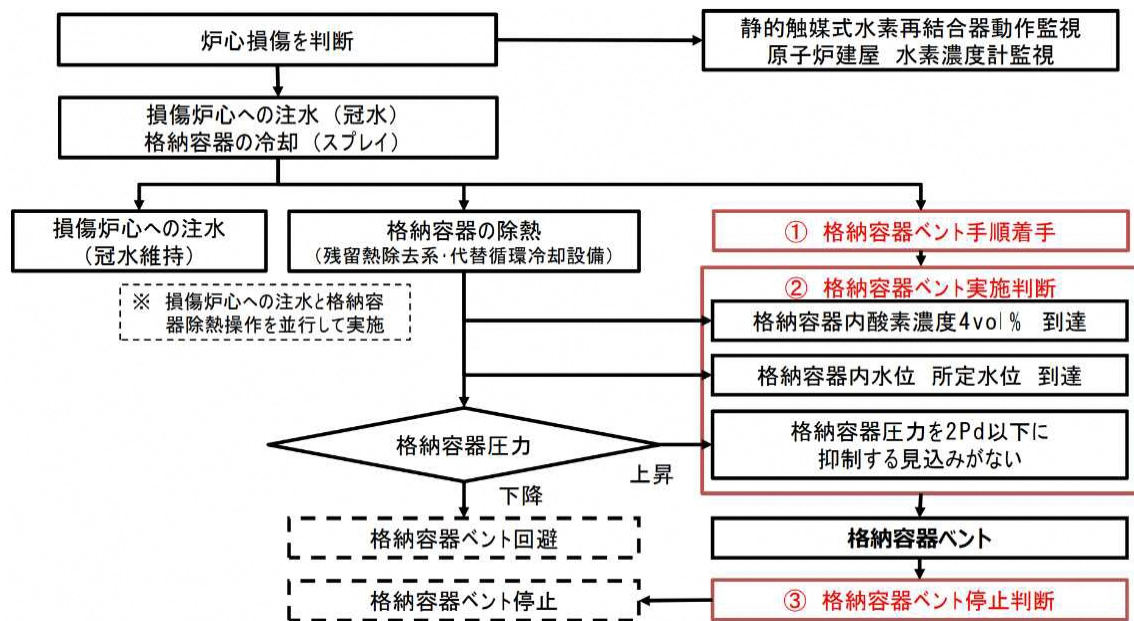 炉心損傷を判断
静的触媒式水素再結合器動作監視
原子炉建屋 水素濃度計監視
損傷炉心への注水（冠水）
格納容器の冷却（スプレイ）
損傷炉心への注水
（冠水維持）
格納容器の除熱
（残留熱除去系･代替循環冷却設備）
① 格納容器ベント手順着手
※ 損傷炉心への注水と格納容
器除熱操作を並行して実施
② 格納容器ベント実施判断
格納容器内酸素濃度4vol% 到達
格納容器内水位 所定水位 到達
格納容器圧力
格納容器圧力を2Pd以下に
抑制する見込みがない
上昇
下降
格納容器ベント回避
格納容器ベント
格納容器ベント停止
③ 格納容器ベント停止判断